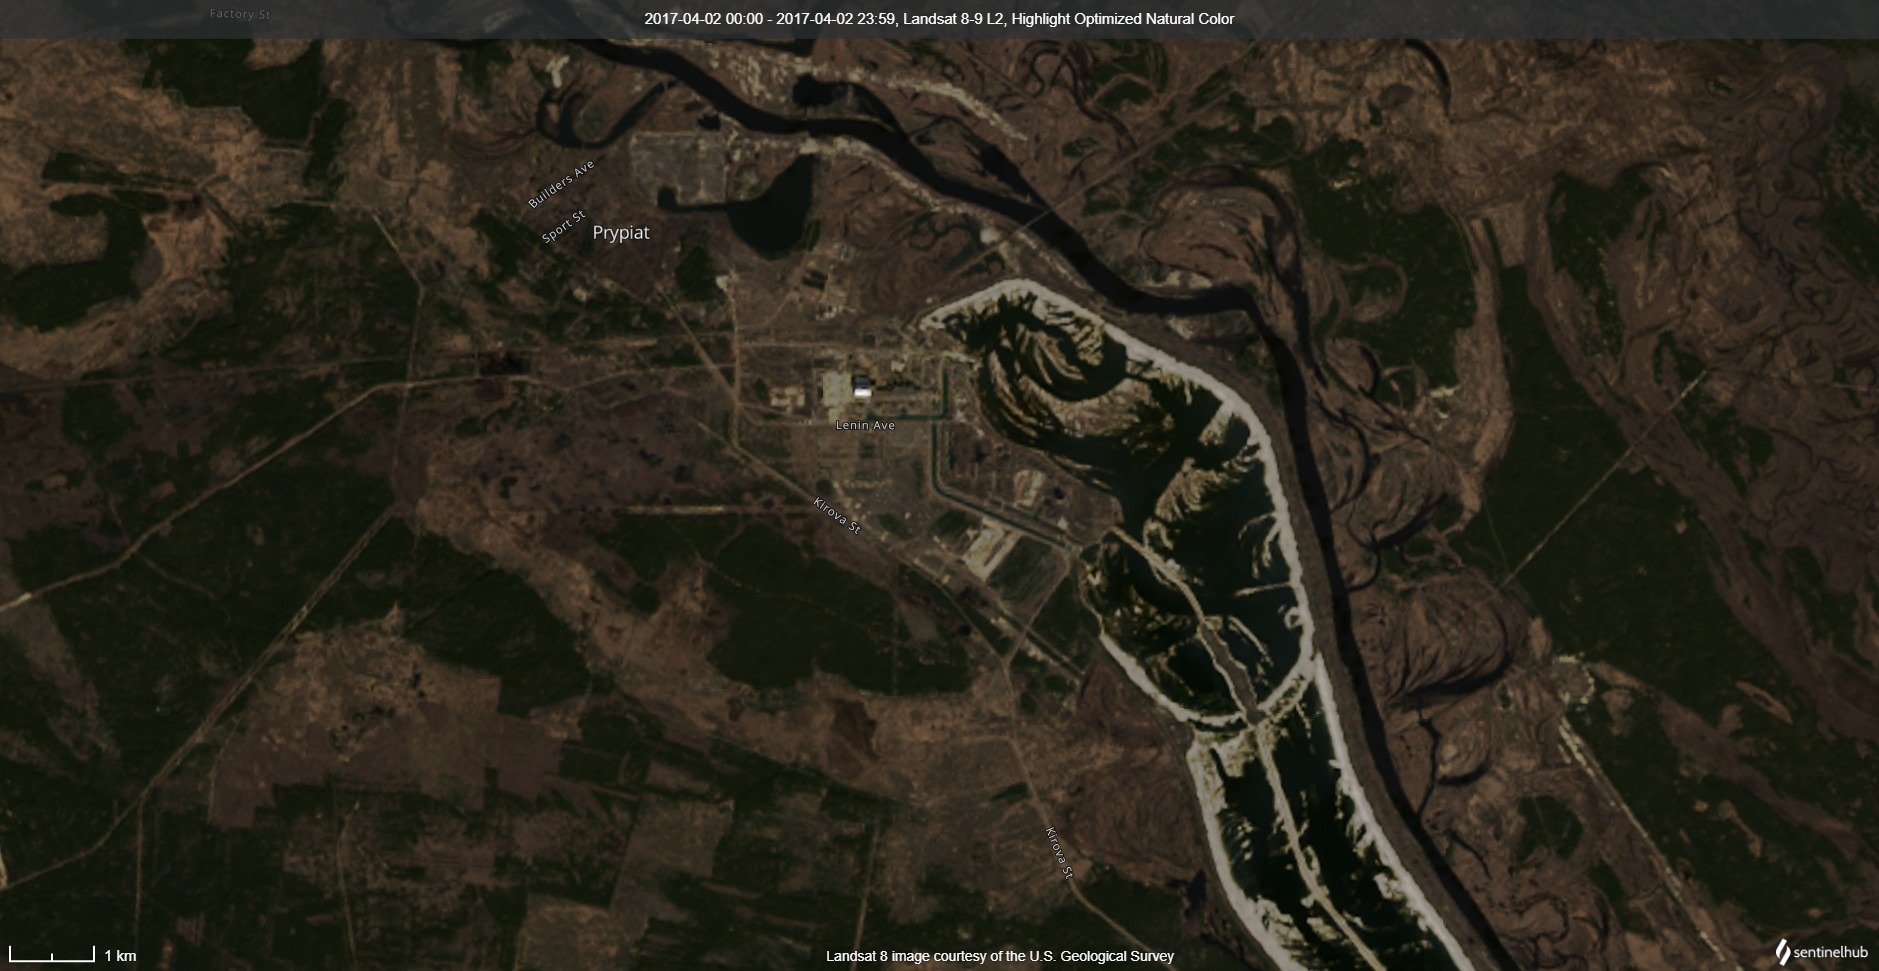 Factory St
2017-04-02 00:00 - 2017-04-02 23:59, Landsat 8-9 L2, Highlight Optimized Natural Color
Builders Ave
Sport St
Prypiat
Lenin Ave
Kirova St
Kirova St
1 km
Landsat 8 image courtesy of the U.S. Geological Survey
sentinelhub